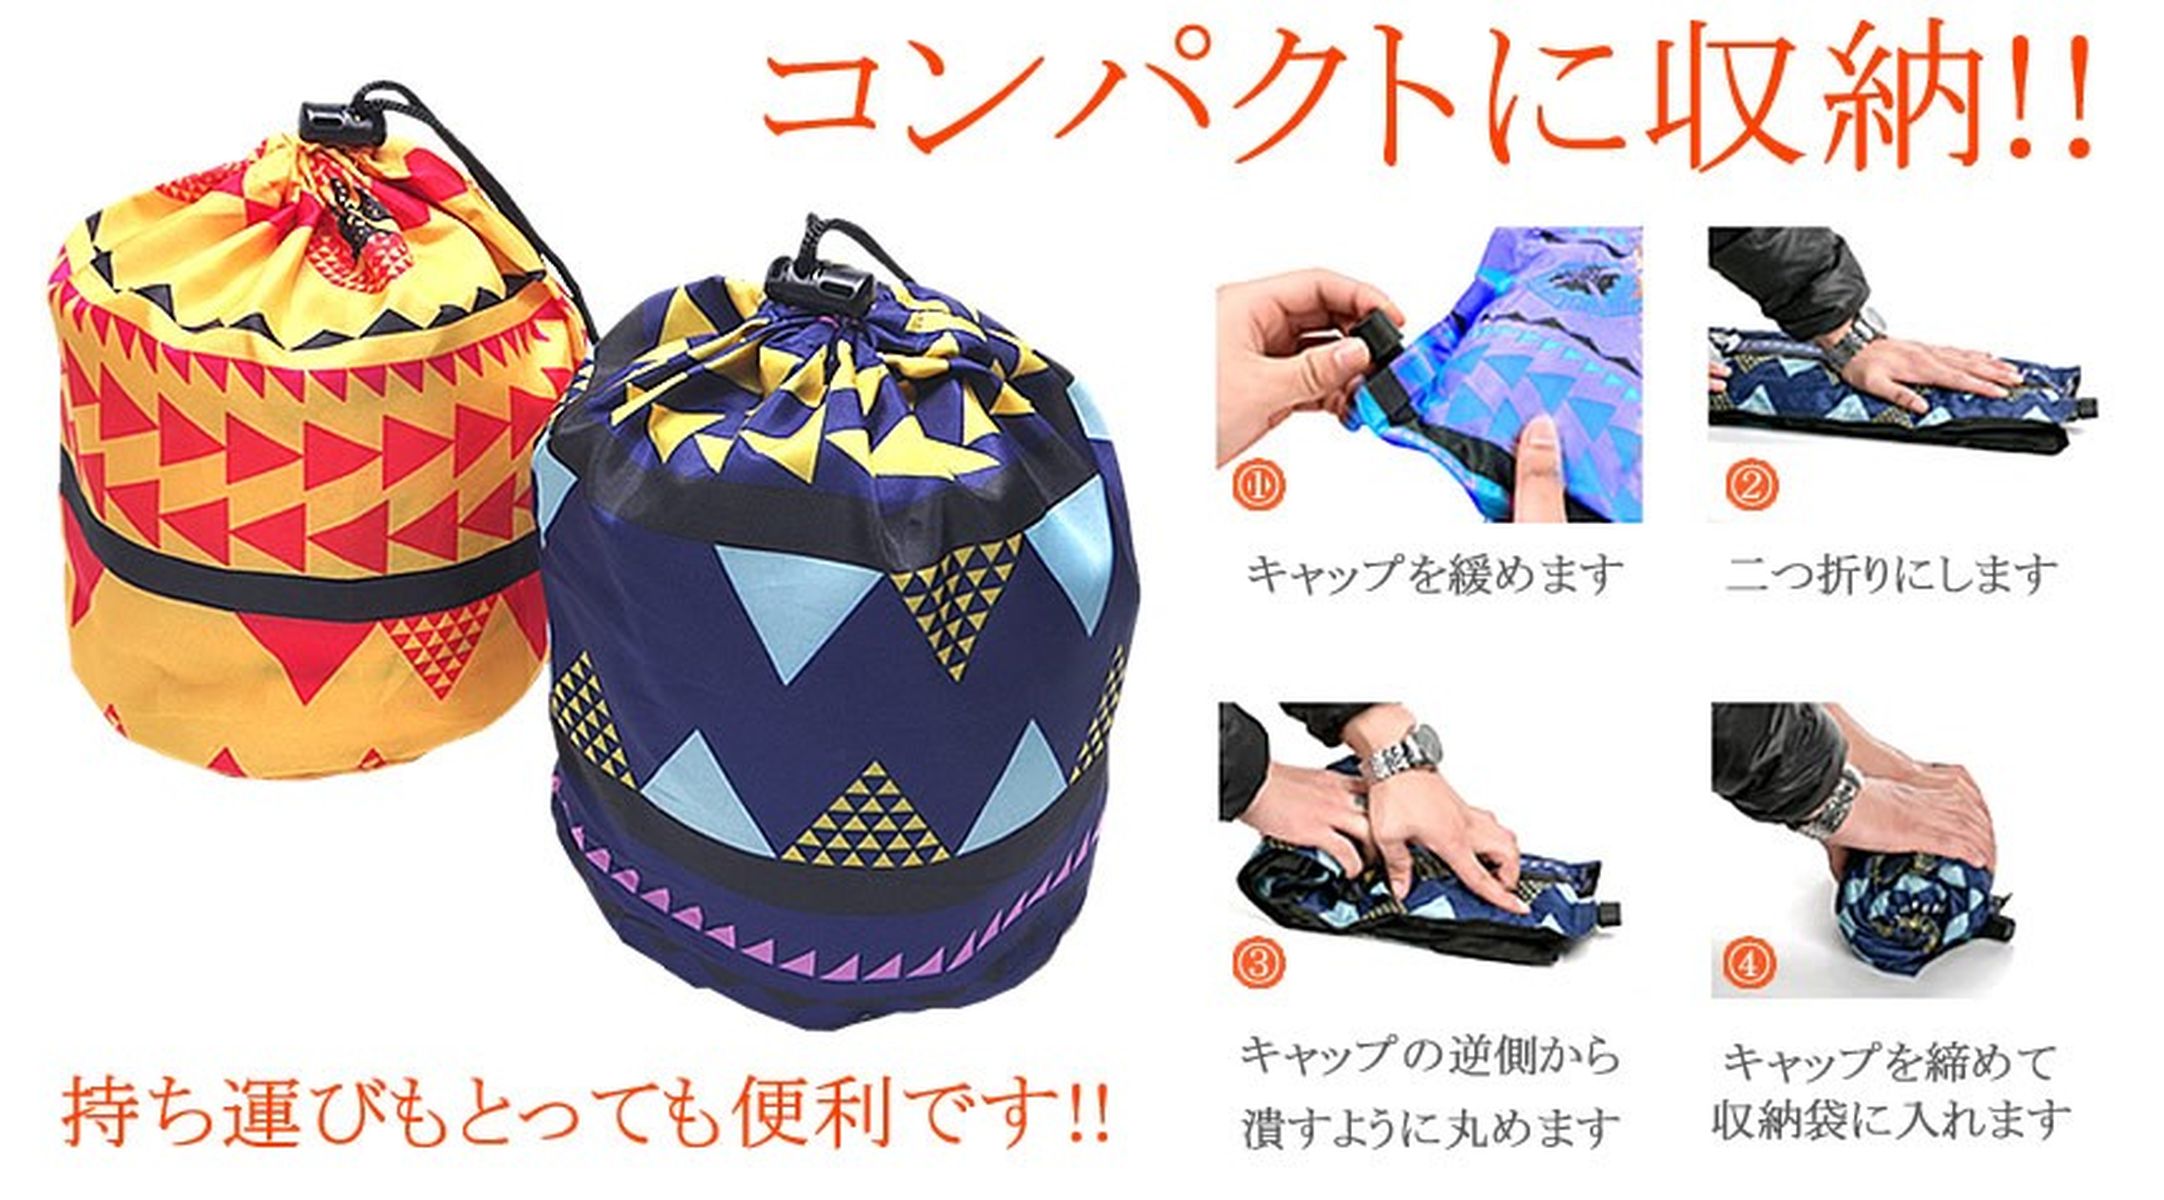 コンパクトに収納!!
①
キャップを緩めます
②
二つ折りにします
③
キャップの逆側から
潰すように丸めます
④
キャップを締めて
収納袋に入れます
持ち運びもとっても便利です!!